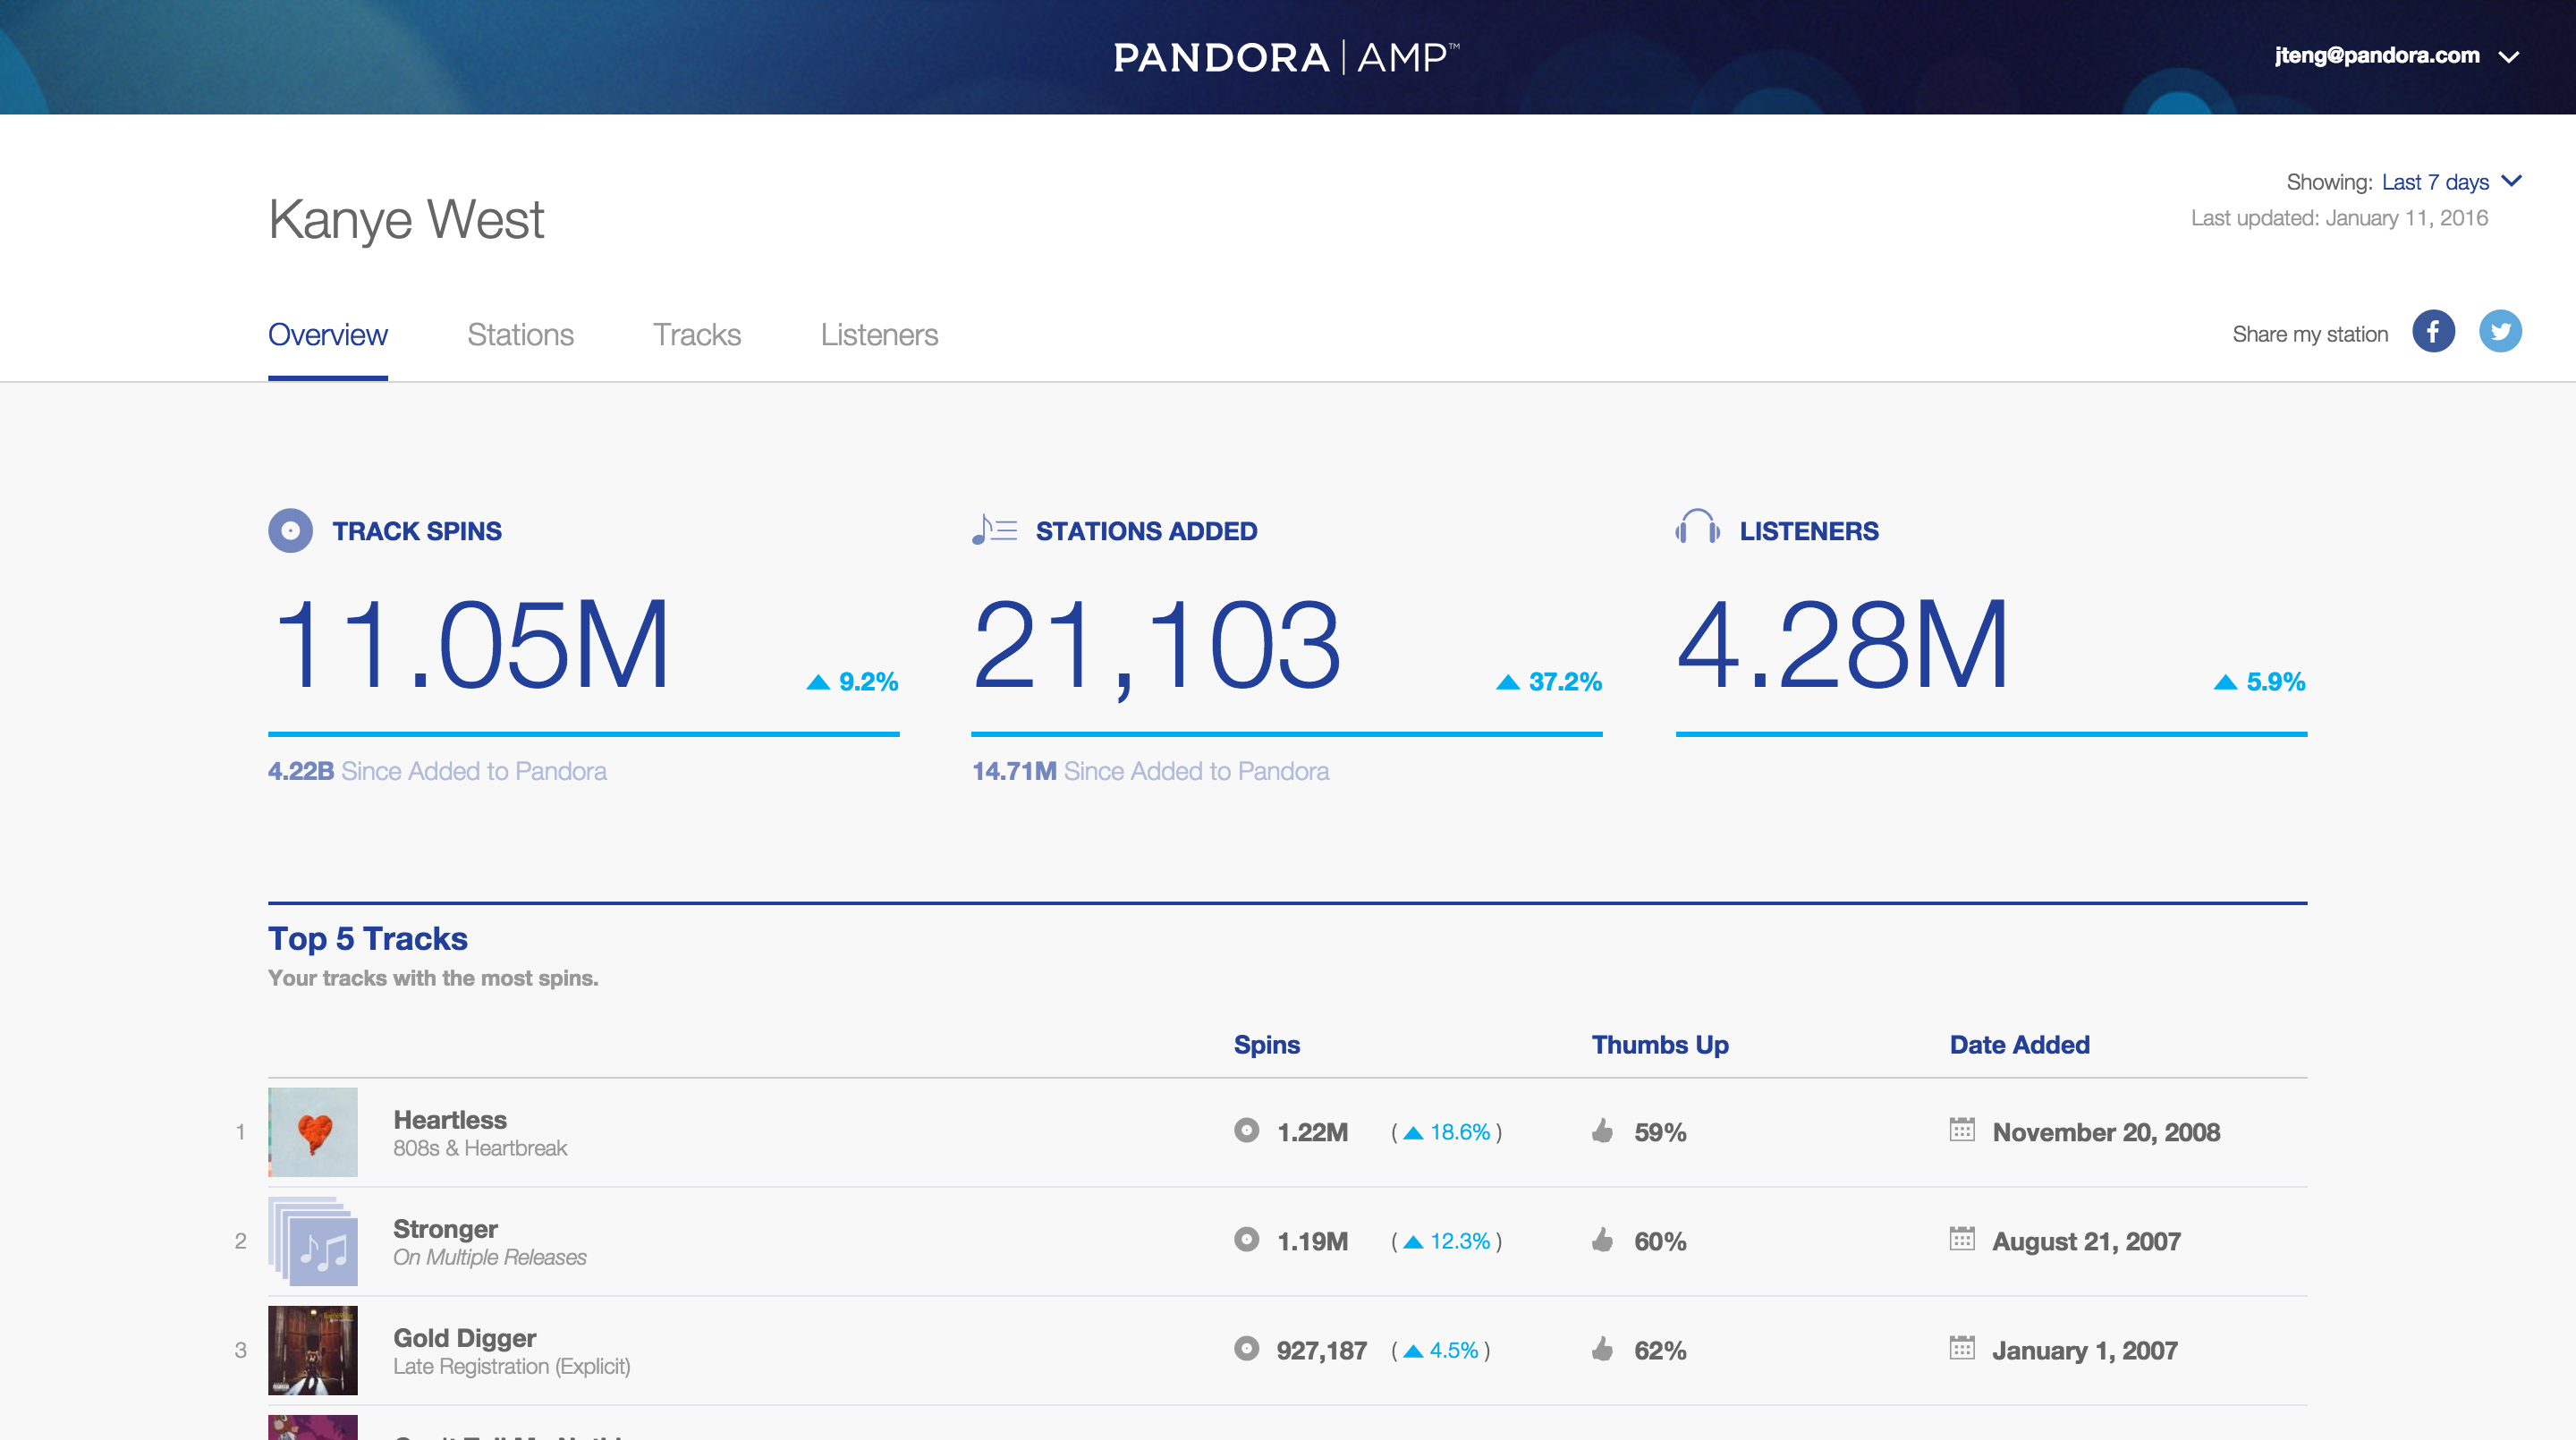 PANDORA | AMP™
jteng@pandora.com
Kanye West
Showing: Last 7 days
Last updated: January 11, 2016
Overview Stations Tracks Listeners
Share my station
TRACK SPINS
11.05M
9.2%
4.22B Since Added to Pandora
STATIONS ADDED
21,103
37.2%
14.71M Since Added to Pandora
LISTENERS
4.28M
5.9%
Top 5 Tracks
Your tracks with the most spins.
Spins Thumbs Up Date Added
1 Heartless 1.22M (▲ 18.6%) 59% November 20, 2008
808s & Heartbreak
2 Stronger 1.19M (▲ 12.3%) 60% August 21, 2007
On Multiple Releases
3 Gold Digger 927,187 (▲ 4.5%) 62% January 1, 2007
Late Registration (Explicit)